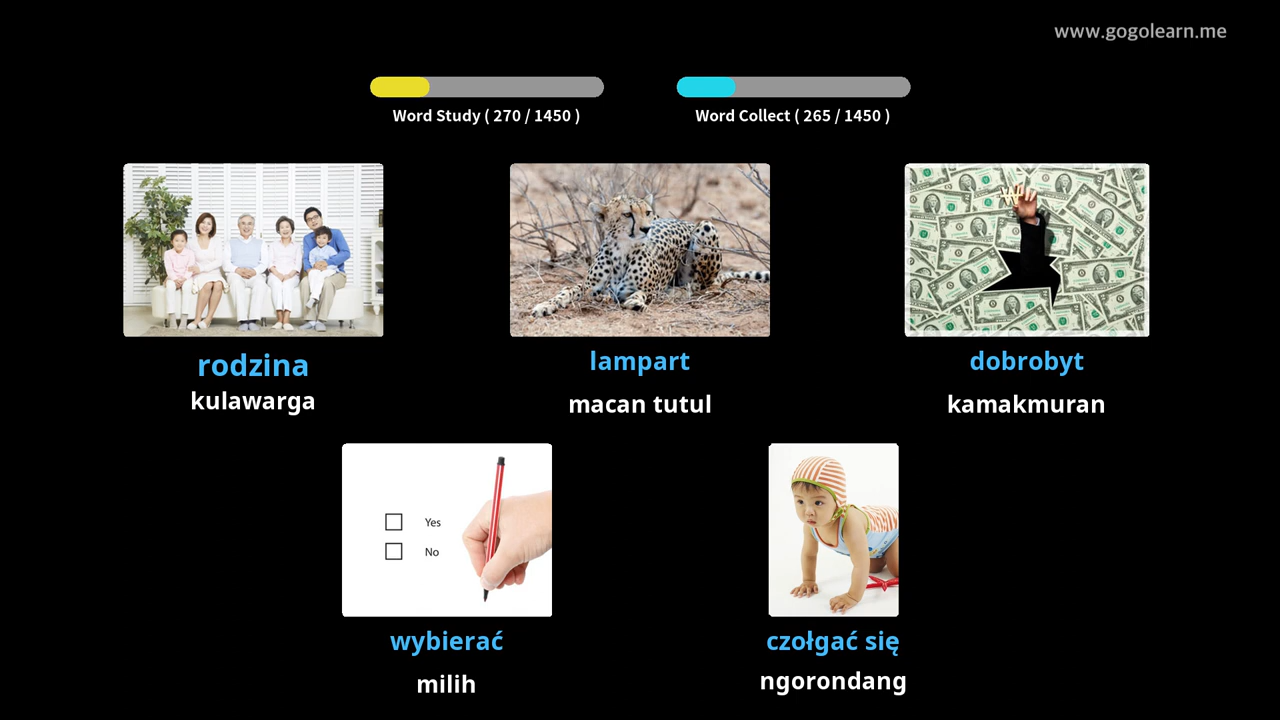 www.gogolearn.me
Word Study ( 270 / 1450 )
Word Collect ( 265 / 1450 )
rodzina
kulawarga
lampart
macan tutul
dobrobyt
kamakmuran
Yes
No
wybierać
milih
czołgać się
ngorondang